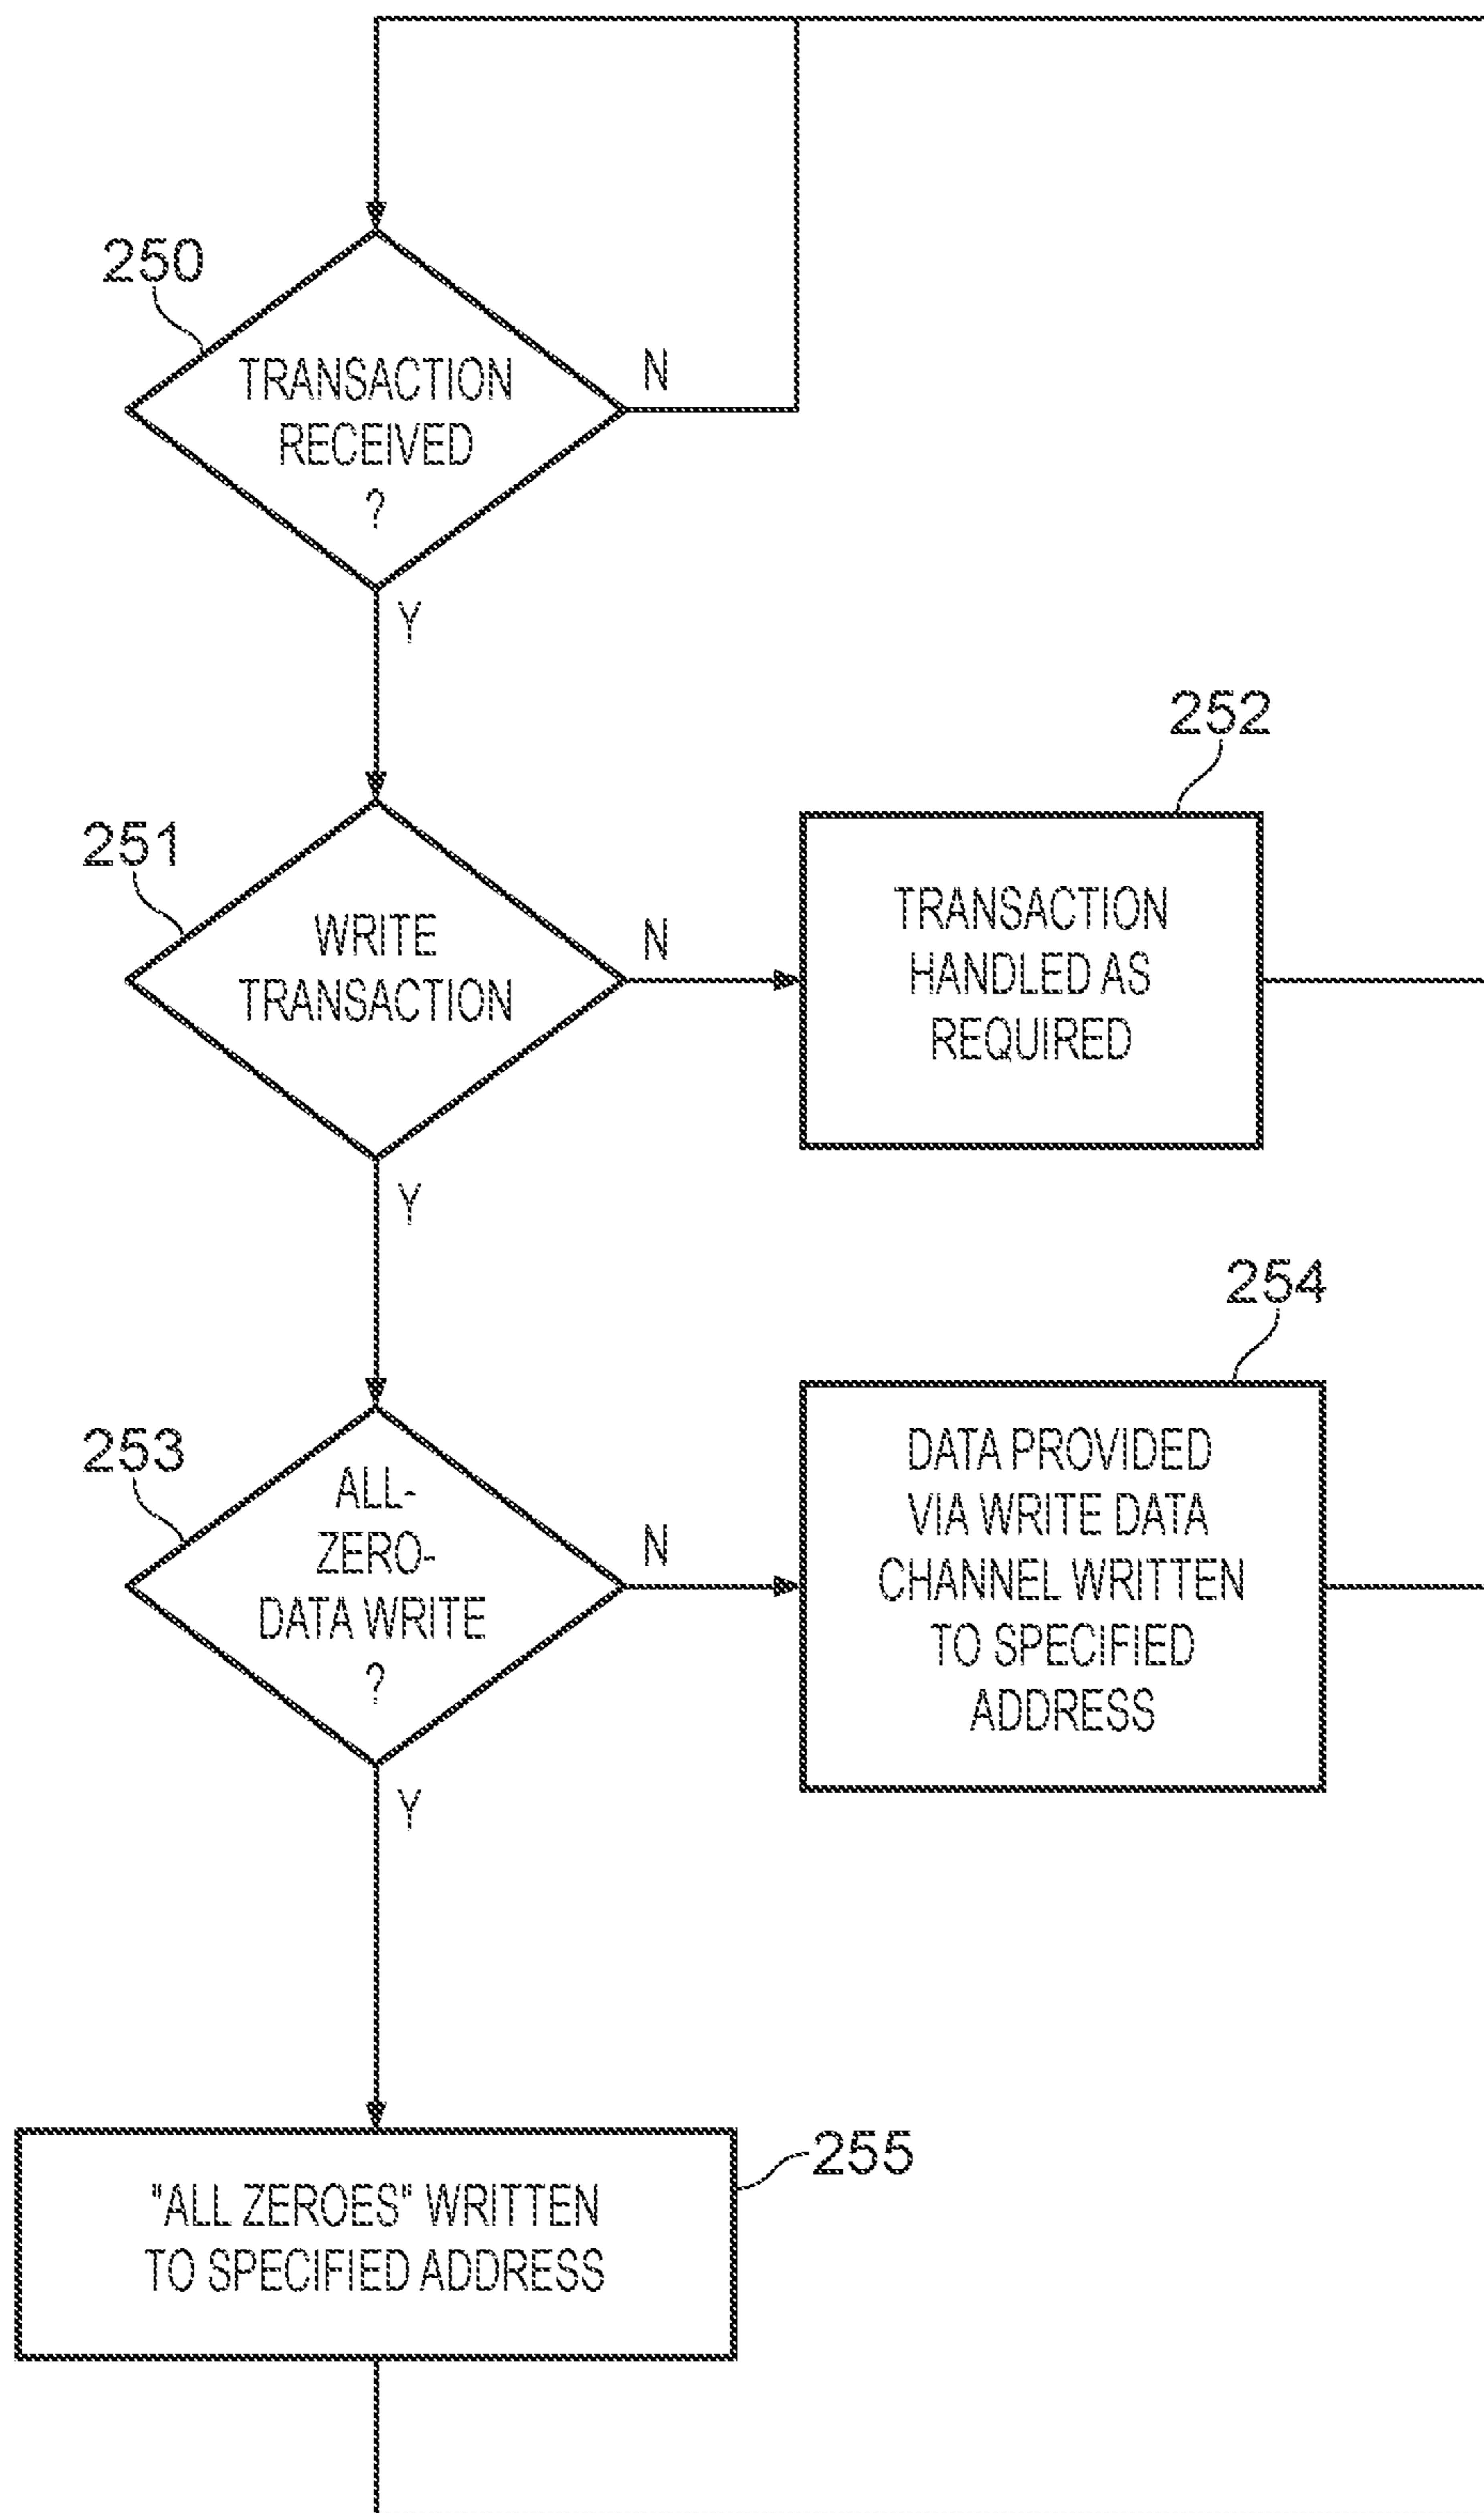 250
TRANSACTION
RECEIVED
?
N
Y
252
251
WRITE
TRANSACTION
N
TRANSACTION
HANDLED AS
REQUIRED
Y
254
253
ALL-
ZERO-
DATA WRITE
?
N
DATA PROVIDED
VIA WRITE DATA
CHANNEL WRITTEN
TO SPECIFIED
ADDRESS
Y
255
"ALL ZEROES" WRITTEN
TO SPECIFIED ADDRESS